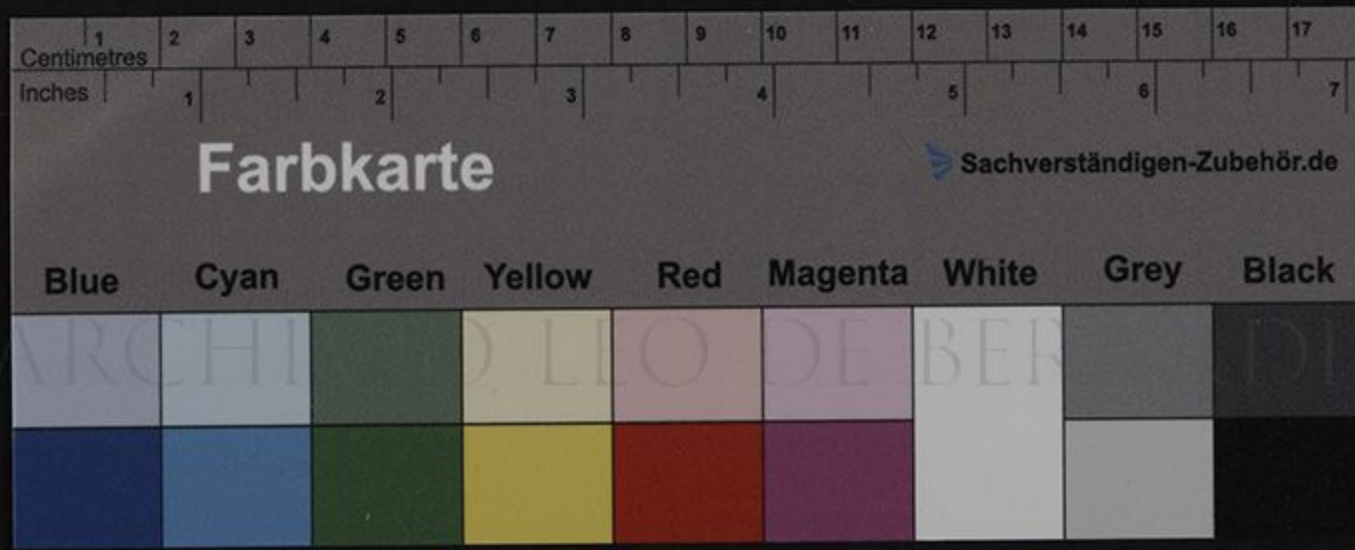 1 2 3 4 5 6 7 8 9 10 11 12 13 14 15 16 17
Centimetres
Inches 1 2 3 4 5 6 7
Farbkarte
Sachverständigen-Zubehör.de
Blue Cyan Green Yellow Red Magenta White Grey Black
LEO DE